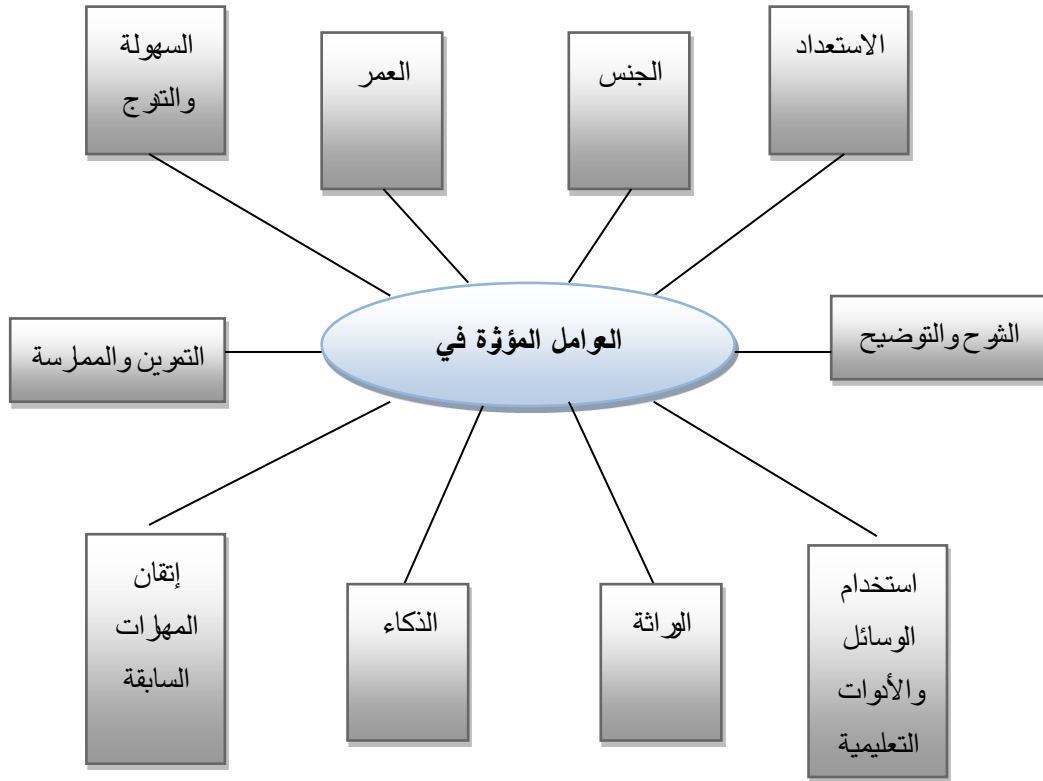 الاستعداد
الجنس
العمر
السهولة
والتدرج
الشرح والتوضيح
العوامل المؤثرة في
التمرين والممارسة
استخدام
الوسائل
والأدوات
التعليمية
الوراثة
الذكاء
إتقان
المهارات
السابقة